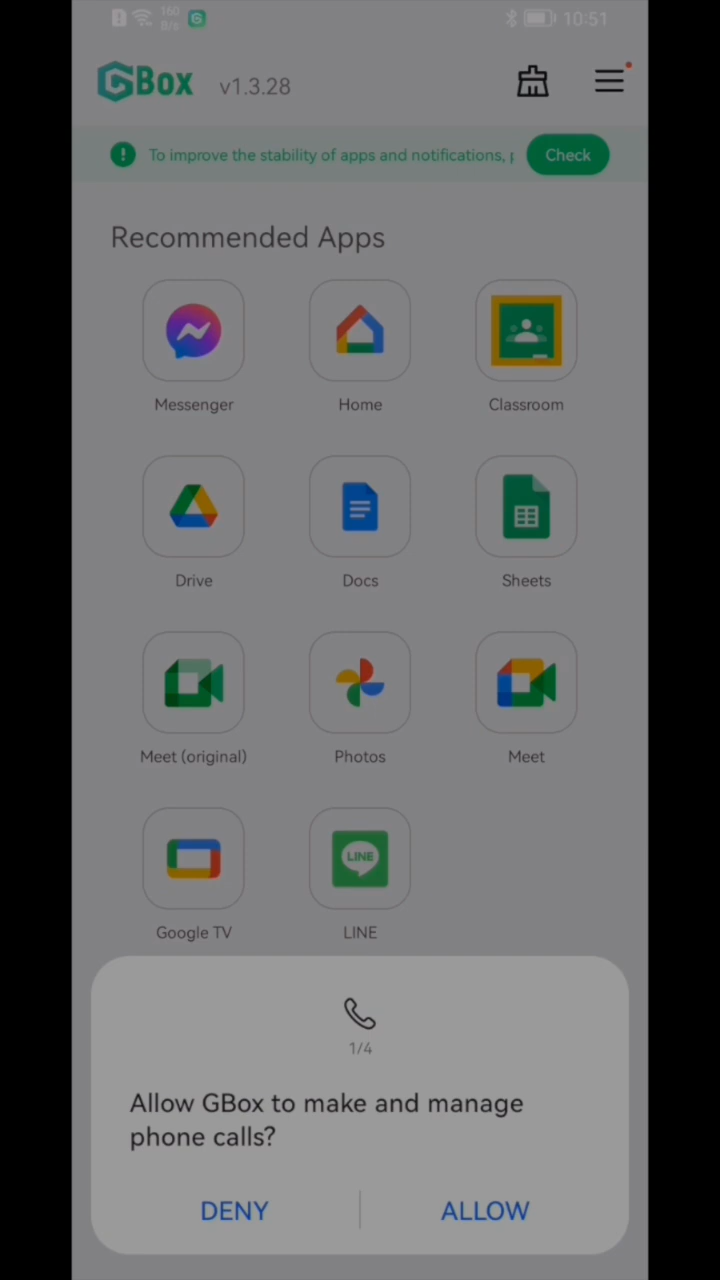 160
B/s
10:51
GBox v1.3.28
To improve the stability of apps and notifications, p
Check
Recommended Apps
Messenger Home Classroom
Drive Docs Sheets
Meet (original) Photos Meet
LINE
Google TV LINE
1/4
Allow GBox to make and manage
phone calls?
DENY ALLOW